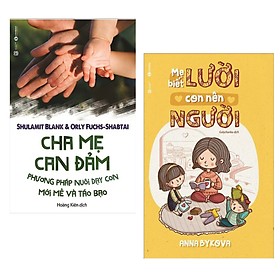 SHULAMIT BLANK & ORLY FUCHS-SHABTAI
CHA MẸ
CAN ĐẢM
PHƯƠNG PHÁP NUÔI DẠY CON
MỚI MẺ VÀ TÁO BẠO
Hoàng Kiên dịch
Mẹ
biết
LƯỜI
con nên
NGƯỜI
ANNA BYKOVA